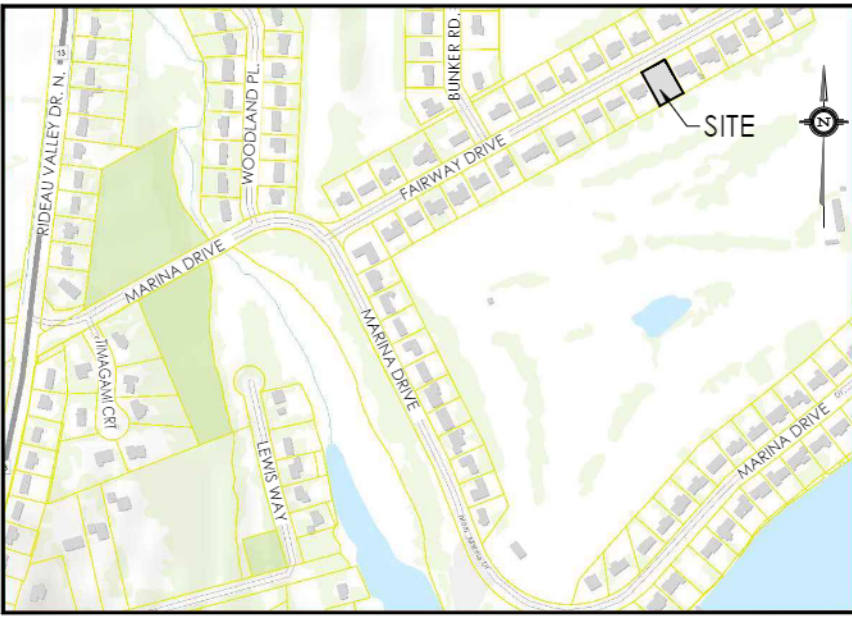 13
RIDEAU VALLEY DR. N.
WOODLAND PL.
BUNKER RD.
SITE
N
FAIRWAY DRIVE
MARINA DRIVE
MARINA DRIVE
TIMAGAMI CRT
LEWIS WAY
MARINA DRIVE